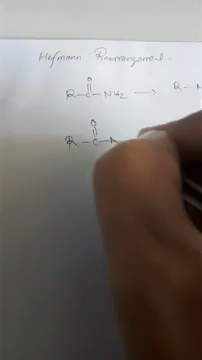 Hofmann Rearrangement.
O
R-C-NH2 → R-N
O
R-C-